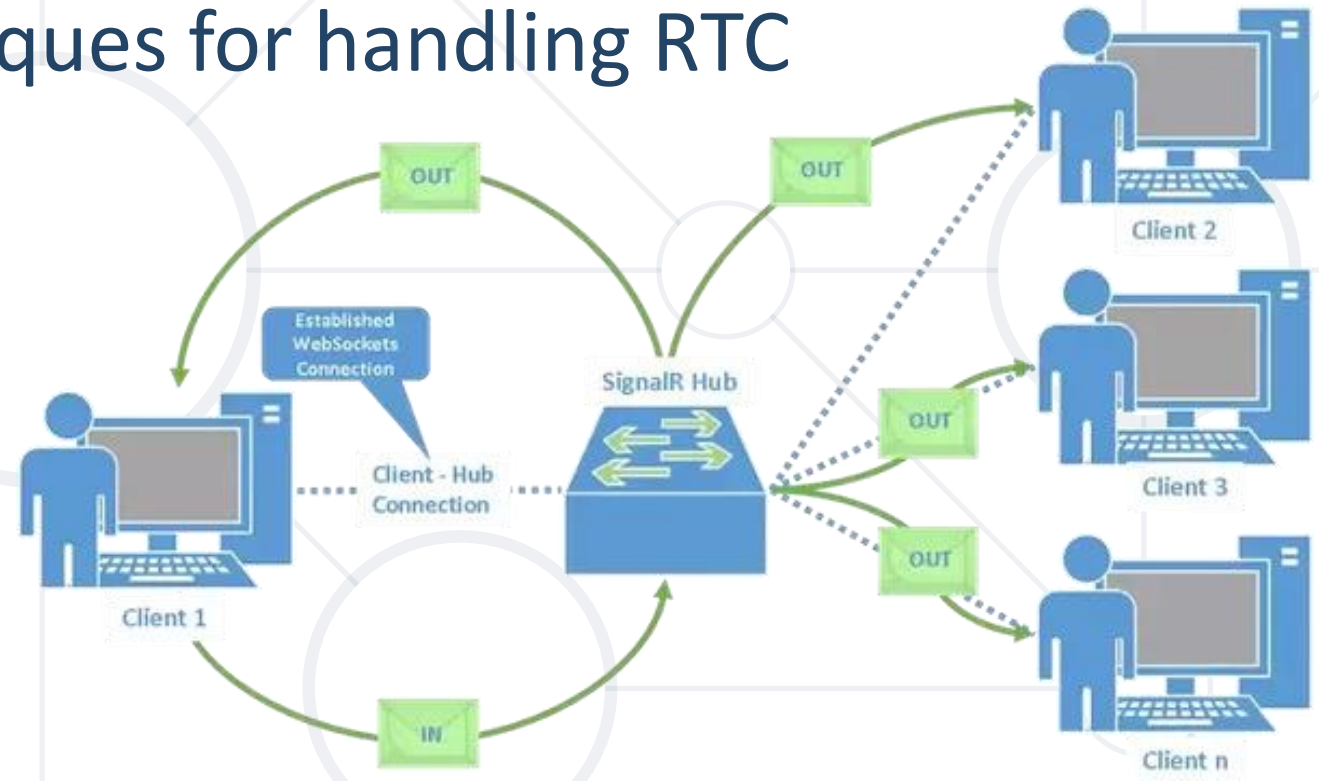 ques for handling RTC
OUT
OUT
Client 2
Established
WebSockets
Connection
SignalR Hub
OUT
Client - Hub
Connection
Client 3
OUT
Client 1
IN
Client n